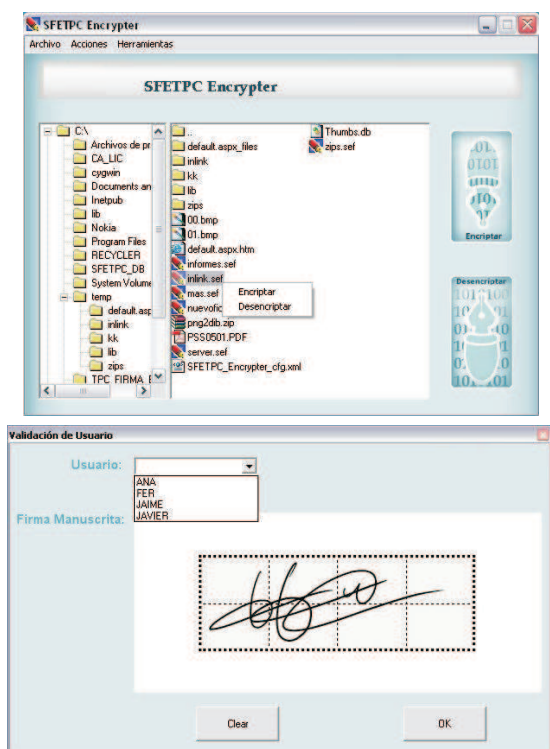 SFETPC Encrypter
Archivo Acciones Herramientas
SFETPC Encrypter
C:\
Archivos de pr
CA_LIC
cygwin
Documents an
Inetpub
lib
Nokia
Program Files
RECYCLER
SFETPC_DB
System Volume
temp
default.asp
inlink
kk
lib
zips
TPC FIRMA
..
default.aspx_files
inlink
kk
lib
zips
00.bmp
01.bmp
default.aspx.htm
informes.sef
inlink.sef
mas.sef
nuevofic
png2dib.zip
PSS0501.PDF
server.sef
SFETPC_Encrypter_cfg.xml
Thumbs.db
zips.sef
Encriptar
Desencriptar
Encriptar
Desencriptar
Validación de Usuario
Usuario:
ANA
FER
JAIME
JAVIER
Firma Manuscrita:
Clear
OK